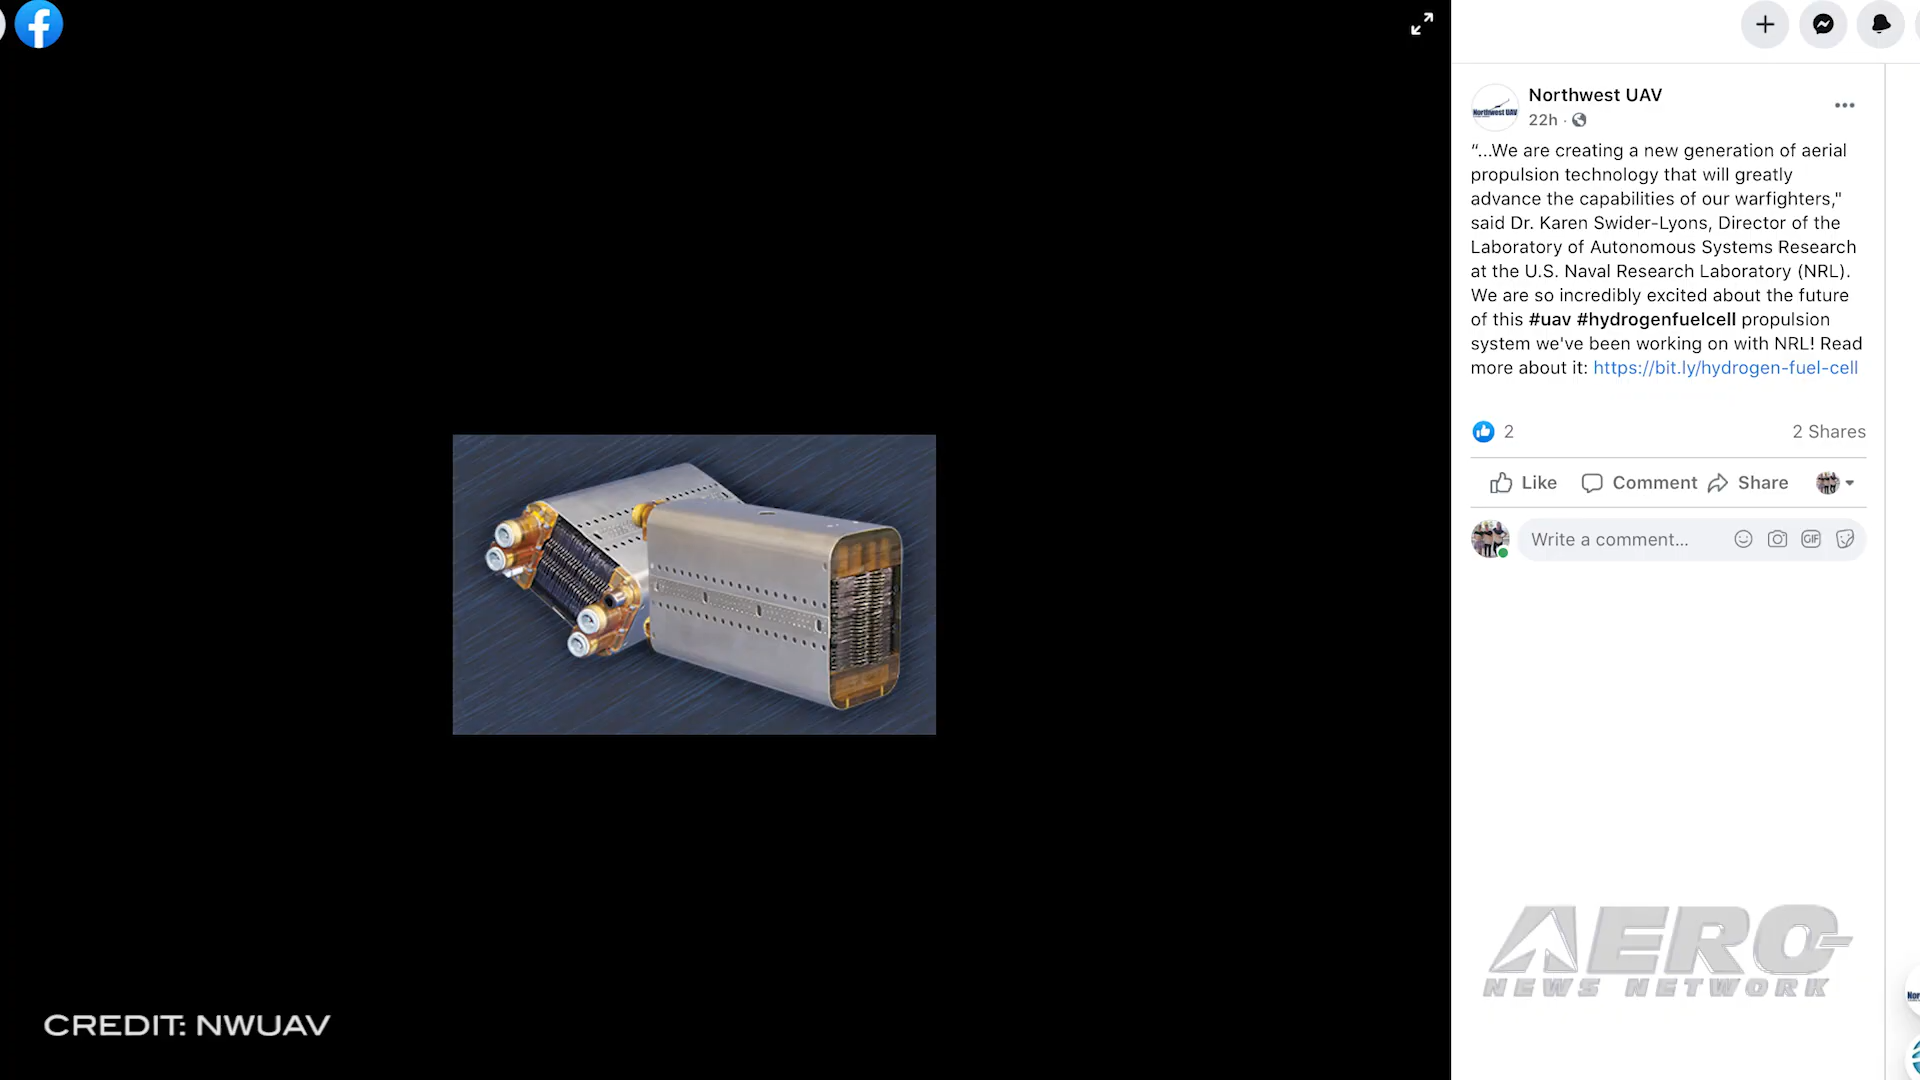 Northwest UAV
Northwest UAV
22h ·
“...We are creating a new generation of aerial
propulsion technology that will greatly
advance the capabilities of our warfighters,"
said Dr. Karen Swider-Lyons, Director of the
Laboratory of Autonomous Systems Research
at the U.S. Naval Research Laboratory (NRL).
We are so incredibly excited about the future
of this #uav #hydrogenfuelcell propulsion
system we've been working on with NRL! Read
more about it: https://bit.ly/hydrogen-fuel-cell
2
2 Shares
Like Comment Share
Write a comment...
GIF
AERO-
NEWS NETWORK
CREDIT: NWUAV